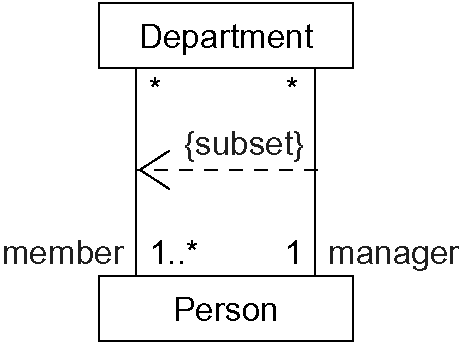 Department
* *
{subset}
member 1..* 1 manager
Person